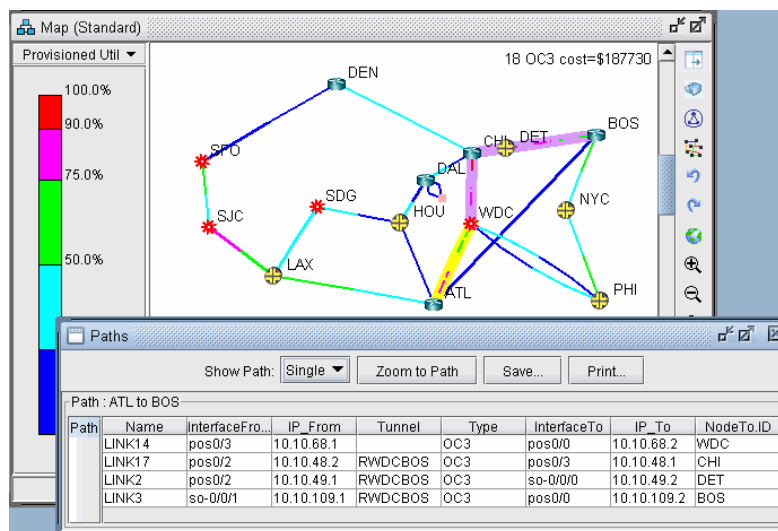 Map (Standard)
Provisioned Util
100.0%
90.0%
75.0%
50.0%
18 OC3 cost=$187730
DEN
SPO
CHI
DET
BOS
DAL
SDG
SJC
HOU
WDC
NYC
LAX
ATL
PHI
Paths
Show Path: Single Zoom to Path Save... Print...
Path : ATL to BOS
Path Name InterfaceFro... IP_From Tunnel Type InterfaceTo IP_To NodeTo.ID
LINK14 pos0/3 10.10.68.1 OC3 pos0/0 10.10.68.2 WDC
LINK17 pos0/2 10.10.48.2 RWDCBOS OC3 pos0/3 10.10.48.1 CHI
LINK2 pos0/2 10.10.49.1 RWDCBOS OC3 so-0/0/0 10.10.49.2 DET
LINK3 so-0/0/1 10.10.109.1 RWDCBOS OC3 pos0/0 10.10.109.2 BOS